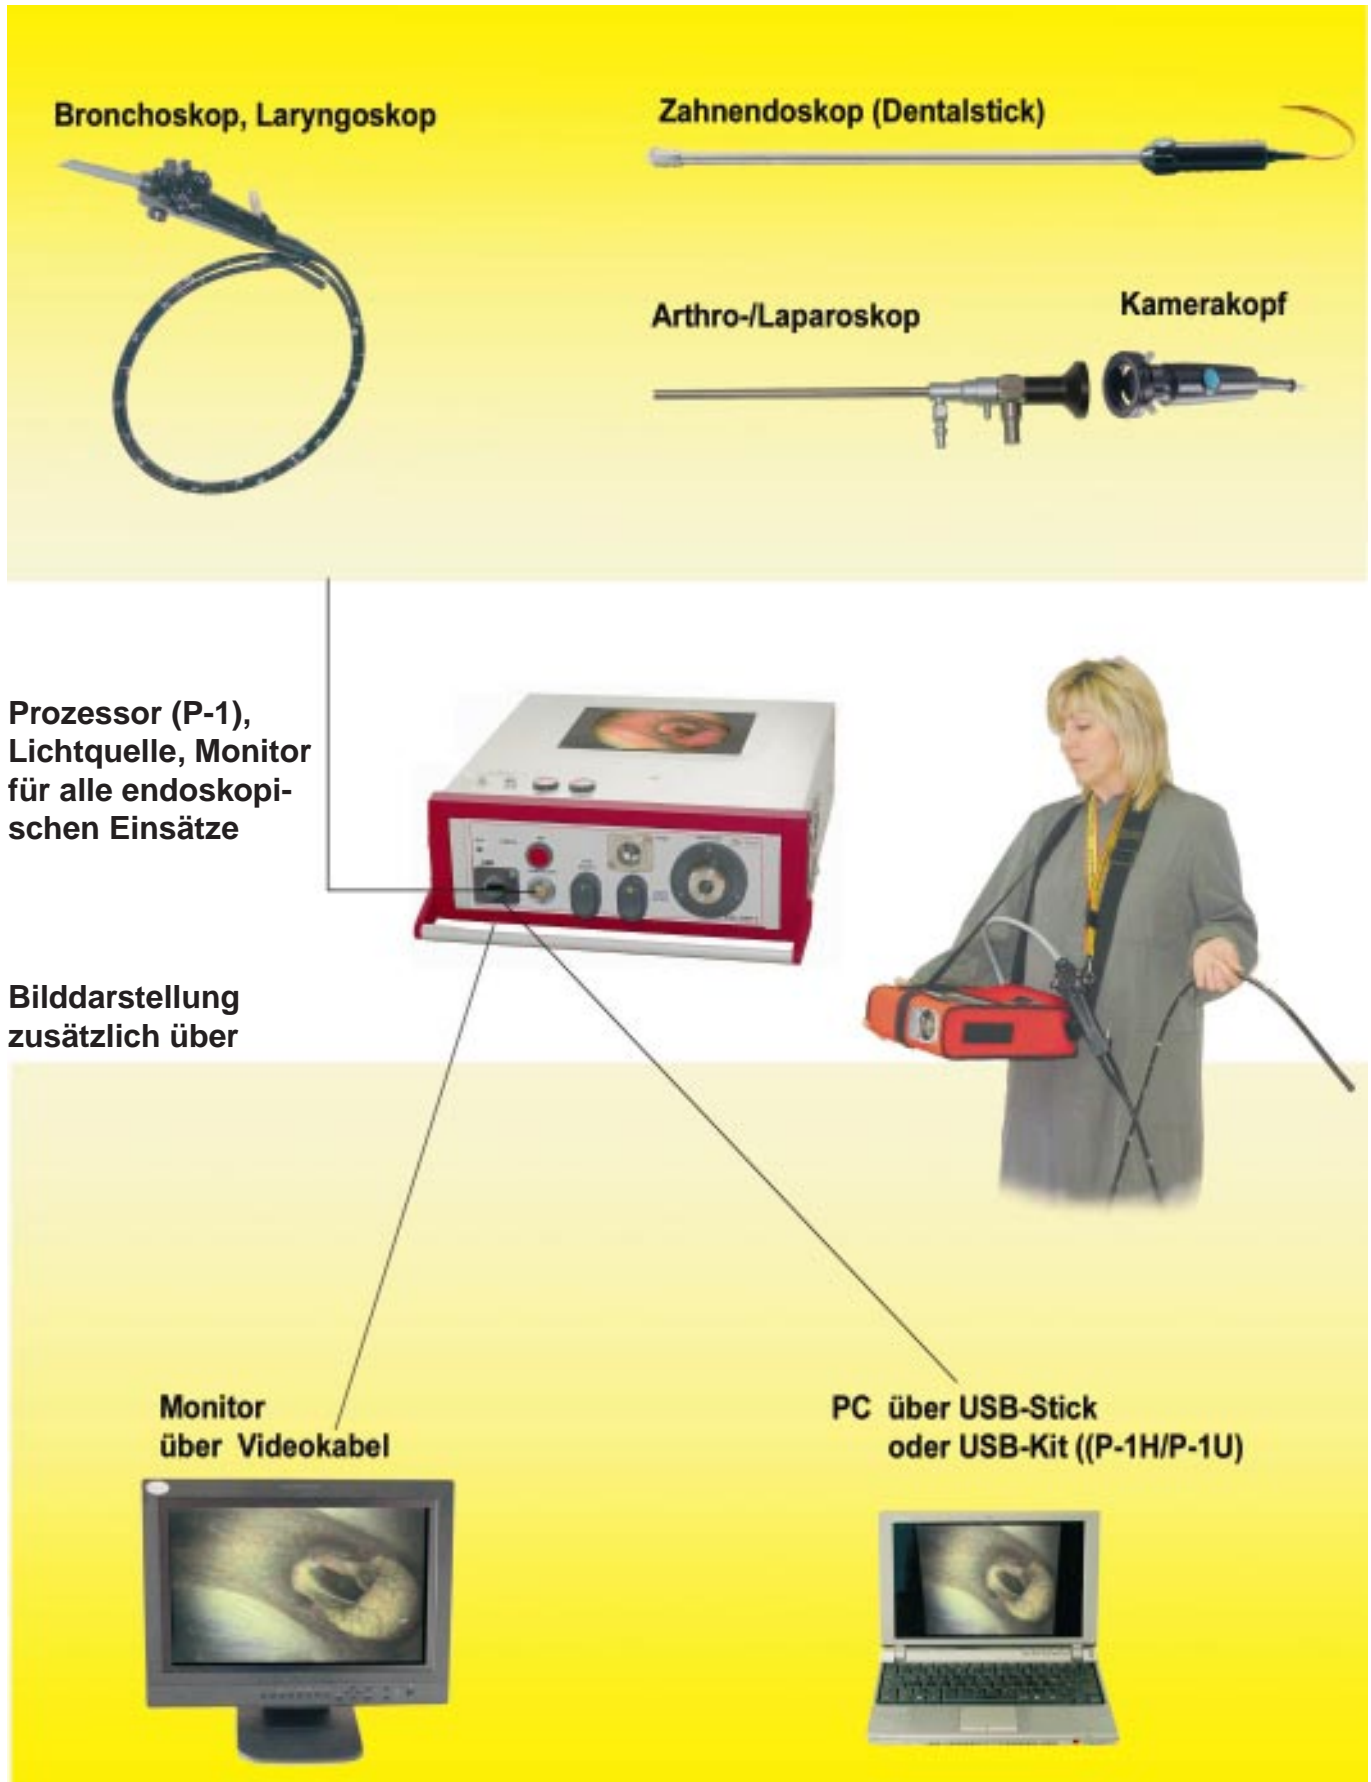 Bronchoskop, Laryngoskop
Zahnendoskop (Dentalstick)
Arthro-/Laparoskop
Kamerakopf
Prozessor (P-1),
Lichtquelle, Monitor
für alle endoskopi-
schen Einsätze
Bilddarstellung
zusätzlich über
Monitor
über Videokabel
PC über USB-Stick
oder USB-Kit ((P-1H/P-1U)